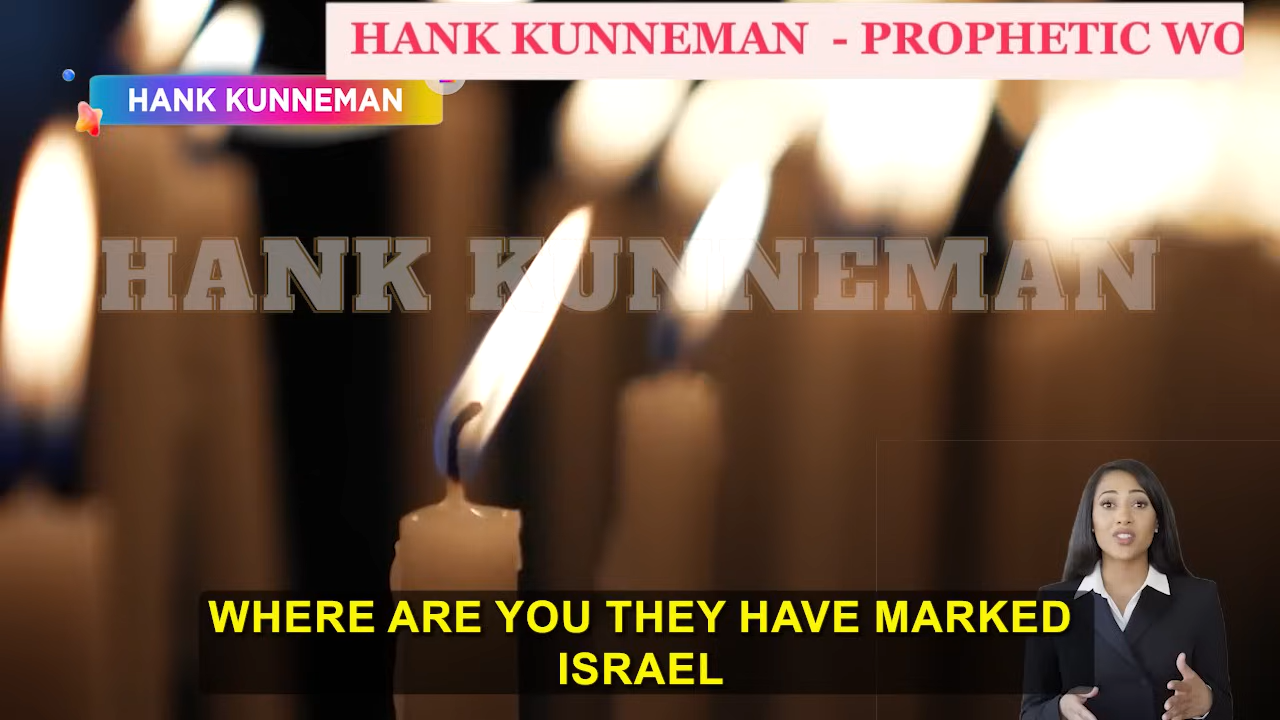 HANK KUNNEMAN - PROPHETIC WO
HANK KUNNEMAN
HANK KUNNEMAN
WHERE ARE YOU THEY HAVE MARKED
ISRAEL